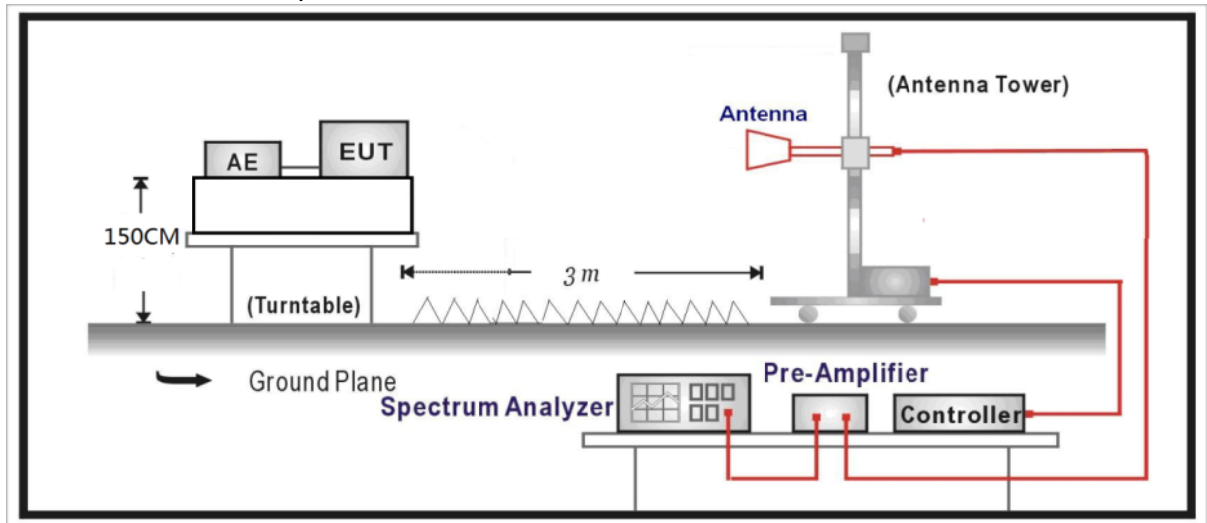 (Antenna Tower)
Antenna
AE
EUT
150CM
3 m
(Turntable)
Ground Plane
Spectrum Analyzer
Pre-Amplifier
Controller